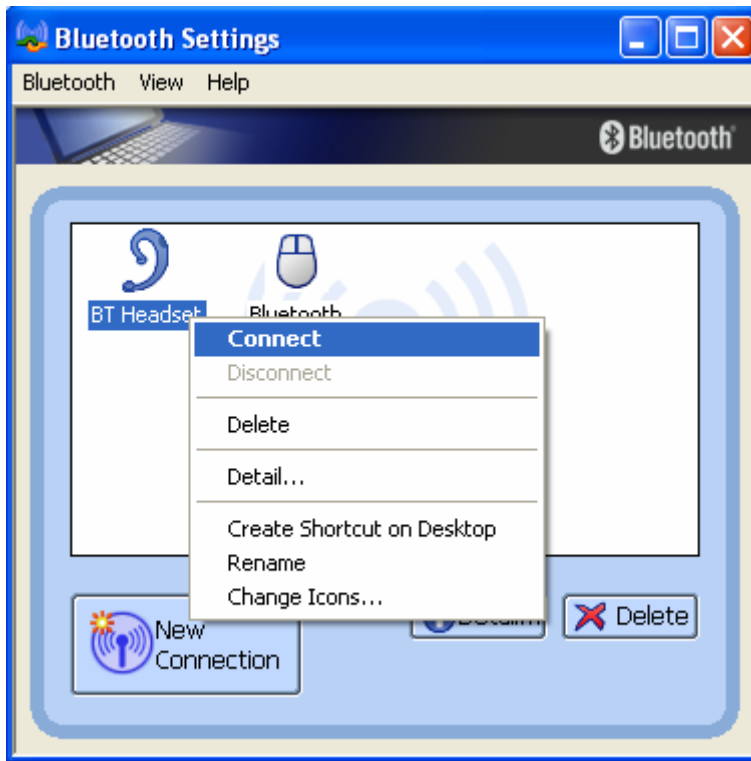 Bluetooth Settings
Bluetooth View Help
Bluetooth
BT Headset
Bluetooth
Connect
Disconnect
Delete
Detail...
Create Shortcut on Desktop
Rename
Change Icons...
New
Connection
Delete